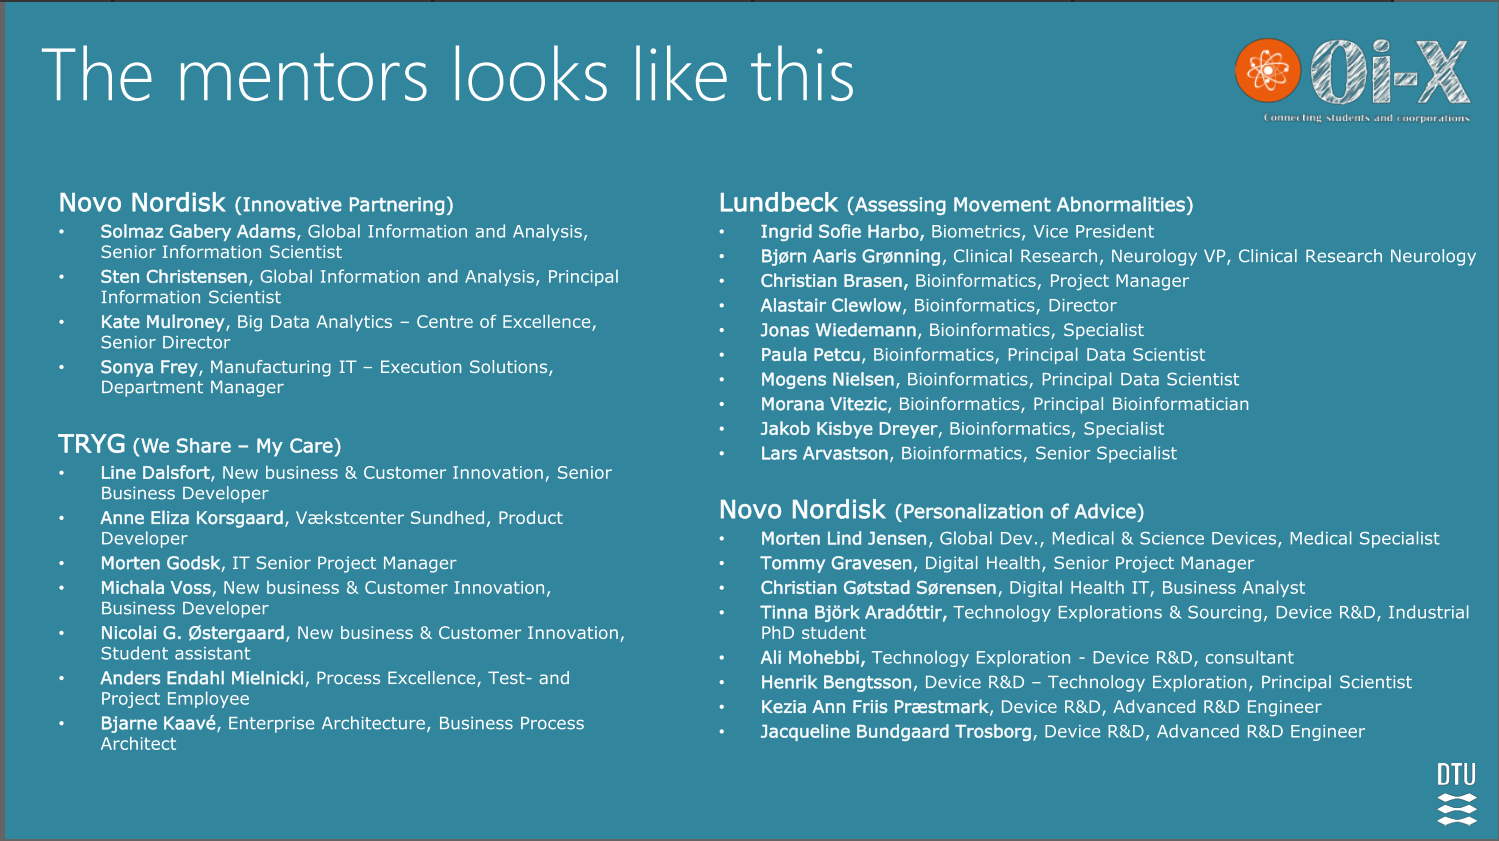 The mentors looks like this
Oi-X
Connecting students and coorporations
Novo Nordisk (Innovative Partnering)
• Solmaz Gabery Adams, Global Information and Analysis,
Senior Information Scientist
• Sten Christensen, Global Information and Analysis, Principal
Information Scientist
• Kate Mulroney, Big Data Analytics – Centre of Excellence,
Senior Director
• Sonya Frey, Manufacturing IT – Execution Solutions,
Department Manager
TRYG (We Share – My Care)
• Line Dalsfort, New business & Customer Innovation, Senior
Business Developer
• Anne Eliza Korsgaard, Vækstcenter Sundhed, Product
Developer
• Morten Godsk, IT Senior Project Manager
• Michala Voss, New business & Customer Innovation,
Business Developer
• Nicolai G. Østergaard, New business & Customer Innovation,
Student assistant
• Anders Endahl Mielnicki, Process Excellence, Test- and
Project Employee
• Bjarne Kaavé, Enterprise Architecture, Business Process
Architect
Lundbeck (Assessing Movement Abnormalities)
• Ingrid Sofie Harbo, Biometrics, Vice President
• Bjørn Aaris Grønning, Clinical Research, Neurology VP, Clinical Research Neurology
• Christian Brasen, Bioinformatics, Project Manager
• Alastair Clewlow, Bioinformatics, Director
• Jonas Wiedemann, Bioinformatics, Specialist
• Paula Petcu, Bioinformatics, Principal Data Scientist
• Mogens Nielsen, Bioinformatics, Principal Data Scientist
• Morana Vitezic, Bioinformatics, Principal Bioinformatician
• Jakob Kisbye Dreyer, Bioinformatics, Specialist
• Lars Arvastson, Bioinformatics, Senior Specialist
Novo Nordisk (Personalization of Advice)
• Morten Lind Jensen, Global Dev., Medical & Science Devices, Medical Specialist
• Tommy Gravesen, Digital Health, Senior Project Manager
• Christian Gøtstad Sørensen, Digital Health IT, Business Analyst
• Tinna Björk Aradóttir, Technology Explorations & Sourcing, Device R&D, Industrial
PhD student
• Ali Mohebbi, Technology Exploration - Device R&D, consultant
• Henrik Bengtsson, Device R&D – Technology Exploration, Principal Scientist
• Kezia Ann Friis Præstmark, Device R&D, Advanced R&D Engineer
• Jacqueline Bundgaard Trosborg, Device R&D, Advanced R&D Engineer
DTU